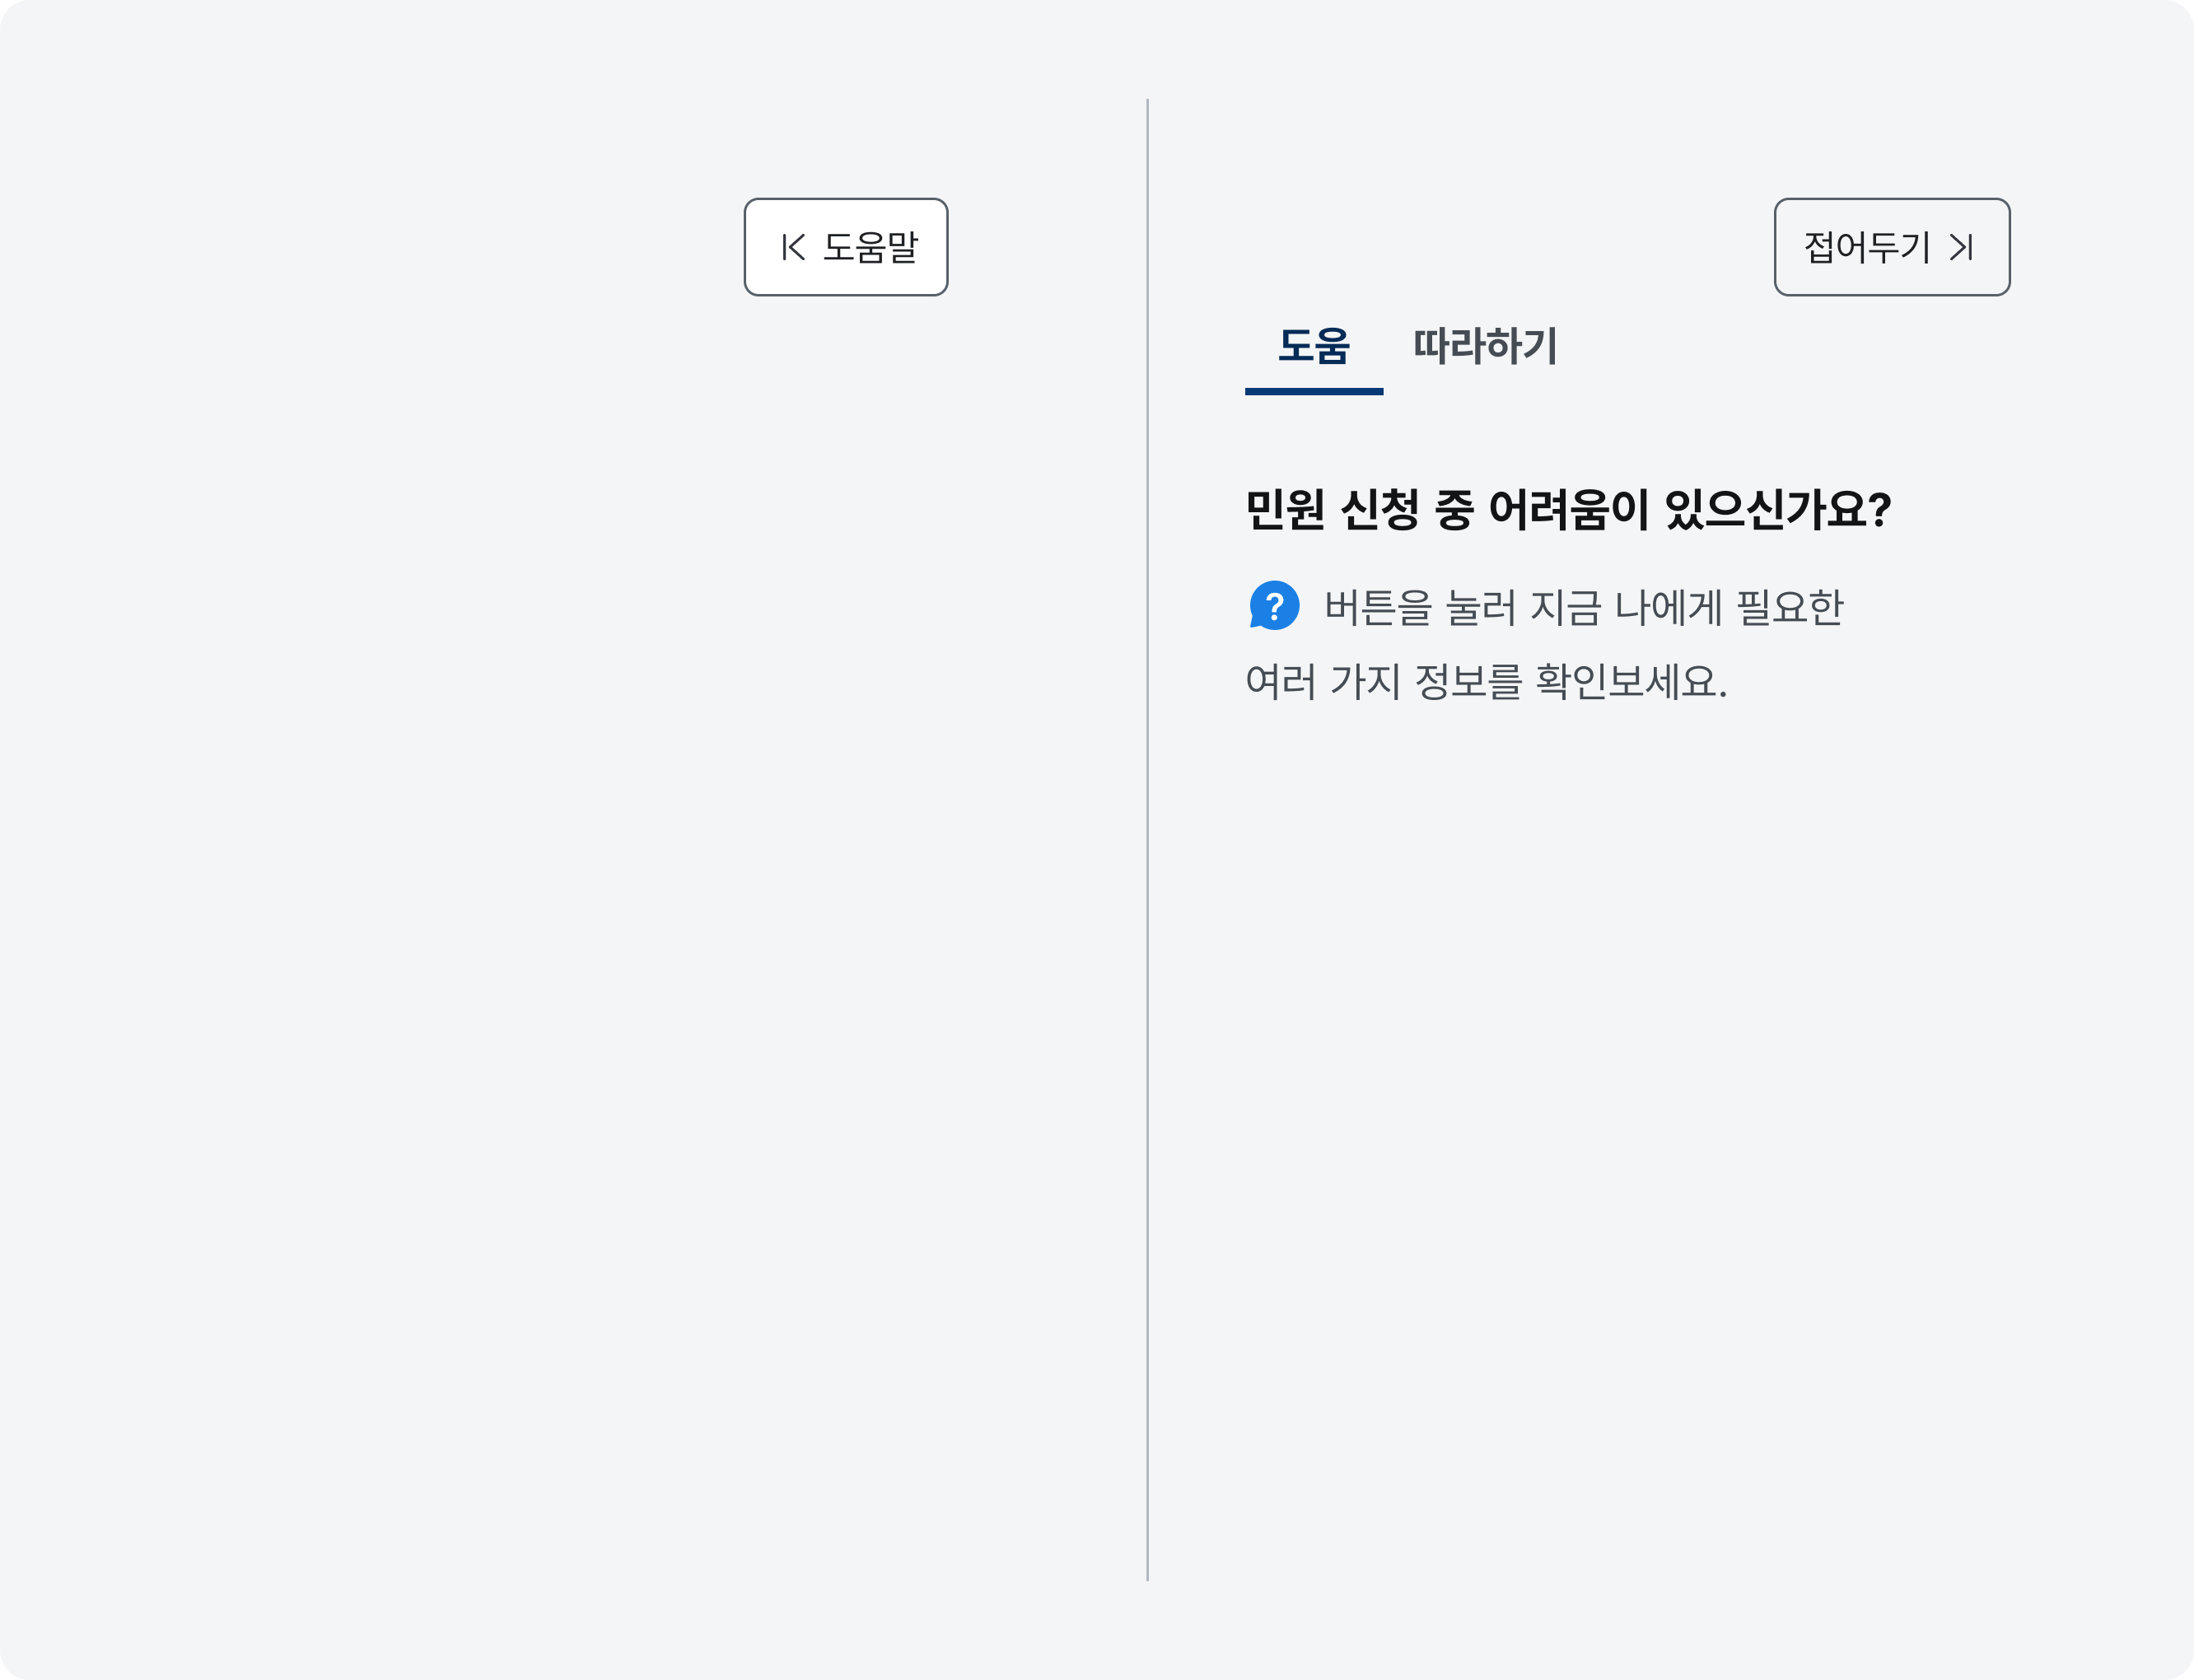 도움말
접어두기
도움 따라하기
민원 신청 중 어려움이 있으신가요?
? 버튼을 눌러 지금 나에게 필요한
여러 가지 정보를 확인보세요.